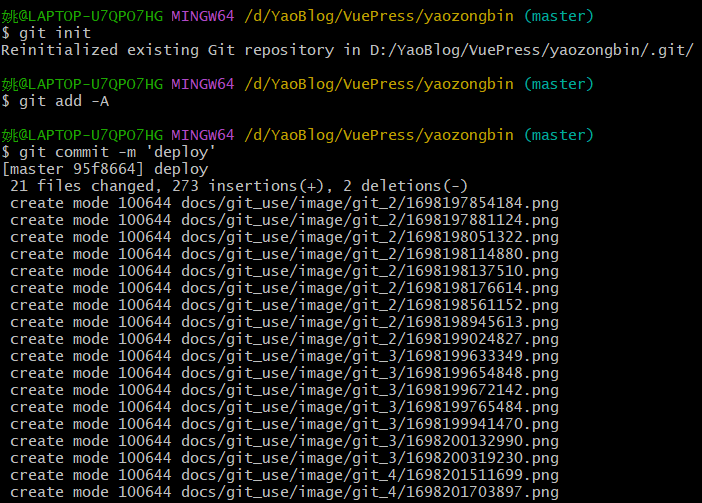 姚@LAPTOP-U7QPO7HG MINGW64 /d/YaoBlog/VuePress/yaozongbin (master)
$ git init
Reinitialized existing Git repository in D:/YaoBlog/VuePress/yaozongbin/.git/
姚@LAPTOP-U7QPO7HG MINGW64 /d/YaoBlog/VuePress/yaozongbin (master)
$ git add -A
姚@LAPTOP-U7QPO7HG MINGW64 /d/YaoBlog/VuePress/yaozongbin (master)
$ git commit -m 'deploy'
[master 95f8664] deploy
 21 files changed, 273 insertions(+), 2 deletions(-)
 create mode 100644 docs/git_use/image/git_2/1698197854184.png
 create mode 100644 docs/git_use/image/git_2/1698197881124.png
 create mode 100644 docs/git_use/image/git_2/1698198051322.png
 create mode 100644 docs/git_use/image/git_2/1698198114880.png
 create mode 100644 docs/git_use/image/git_2/1698198137510.png
 create mode 100644 docs/git_use/image/git_2/1698198176614.png
 create mode 100644 docs/git_use/image/git_2/1698198561152.png
 create mode 100644 docs/git_use/image/git_2/1698198945613.png
 create mode 100644 docs/git_use/image/git_2/1698199024827.png
 create mode 100644 docs/git_use/image/git_3/1698199633349.png
 create mode 100644 docs/git_use/image/git_3/1698199654848.png
 create mode 100644 docs/git_use/image/git_3/1698199672142.png
 create mode 100644 docs/git_use/image/git_3/1698199765484.png
 create mode 100644 docs/git_use/image/git_3/1698199941470.png
 create mode 100644 docs/git_use/image/git_3/1698200132990.png
 create mode 100644 docs/git_use/image/git_3/1698200319230.png
 create mode 100644 docs/git_use/image/git_4/1698201511699.png
 create mode 100644 docs/git_use/image/git_4/1698201703897.png